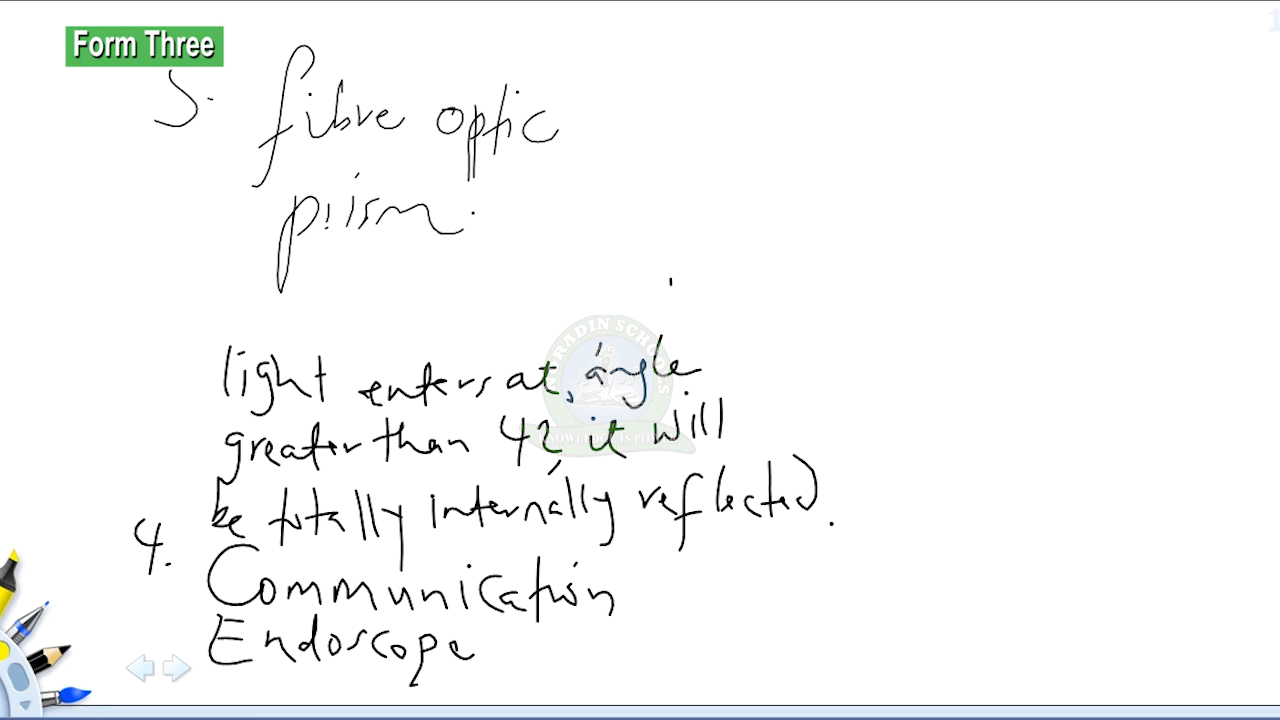 Form Three
3. fibre optic
prism.
light enters at angle
greater than 42, it will
be totally internally reflected.
4. Communication
Endoscope